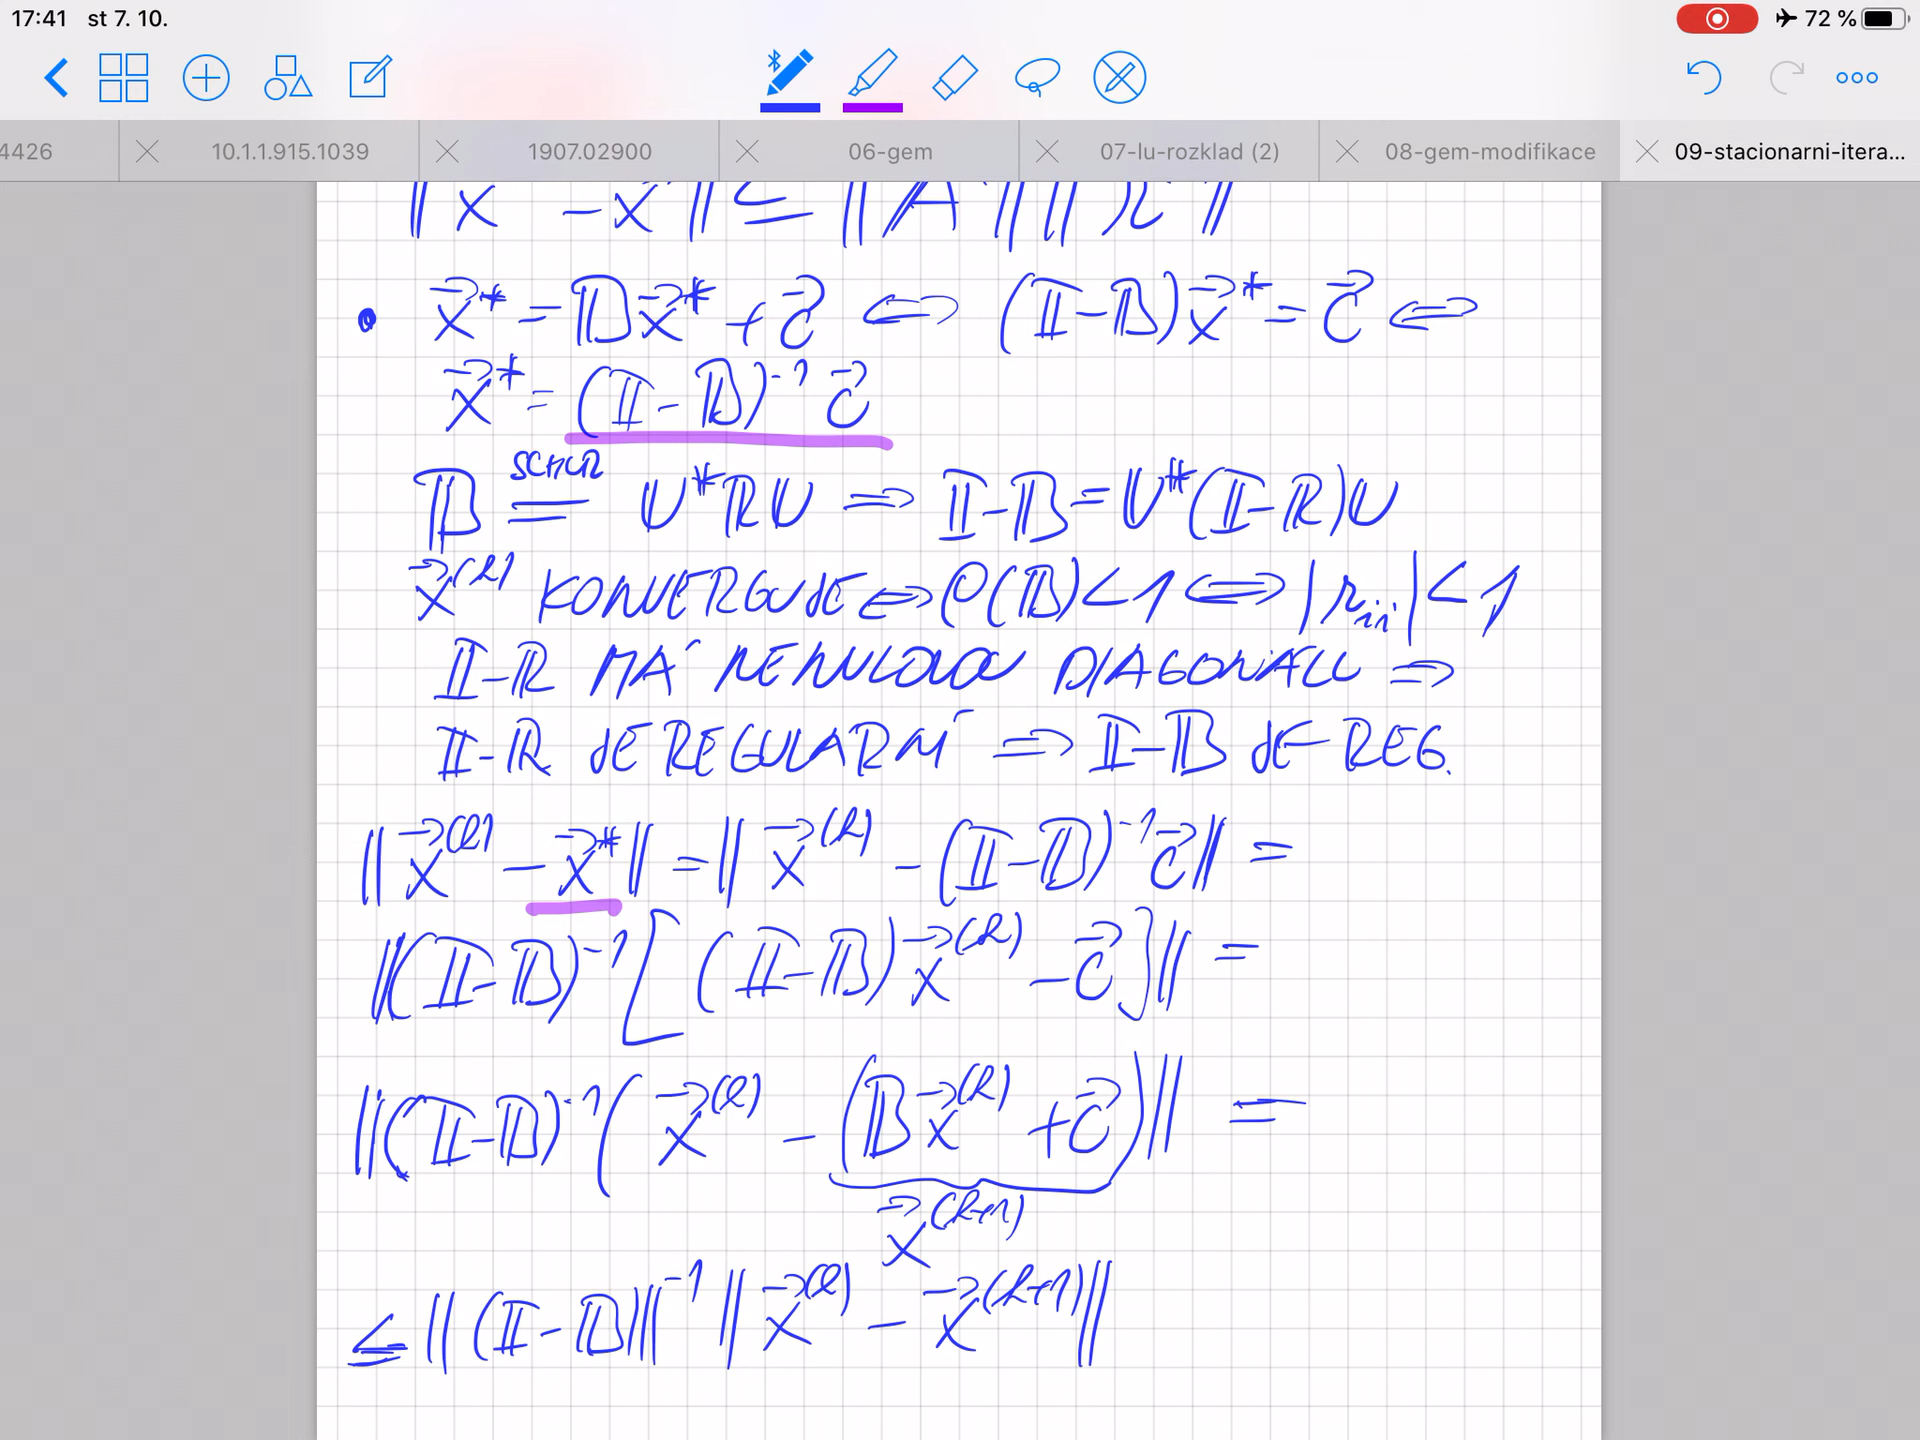 17:41 st 7. 10. 72 %
4426 10.1.1.915.1039 1907.02900 06-gem 07-lu-rozklad (2) 08-gem-modifikace 09-stacionarni-itera...
• x⃗* = 𝔹x⃗* + c⃗ ⟺ (𝕀-𝔹)x⃗* = c⃗ ⟺
x⃗* = (𝕀-𝔹)⁻¹ c⃗
𝔹 = SCHUR U*ℝU ⟹ 𝕀-𝔹 = U*(𝕀-ℝ)U
x⃗⁽ᵏ⁾ KONVERGUJE ⟺ ρ(𝔹) < 1 ⟺ |r_ii| < 1
𝕀-ℝ MÁ NENULOVOU DIAGONÁLU ⟹
𝕀-ℝ JE REGULÁRNÍ ⟹ 𝕀-𝔹 JE REG.
‖x⃗⁽ᵏ⁾ - x⃗*‖ = ‖x⃗⁽ᵏ⁾ - (𝕀-𝔹)⁻¹c⃗‖ =
‖(𝕀-𝔹)⁻¹[(𝕀-𝔹)x⃗⁽ᵏ⁾ - c⃗]‖ =
‖(𝕀-𝔹)⁻¹(x⃗⁽ᵏ⁾ - (𝔹x⃗⁽ᵏ⁾ + c⃗)‖ =
x⃗⁽ᵏ⁺¹⁾
≤ ‖(𝕀-𝔹‖⁻¹ ‖x⃗⁽ᵏ⁾ - x⃗⁽ᵏ⁺¹⁾‖